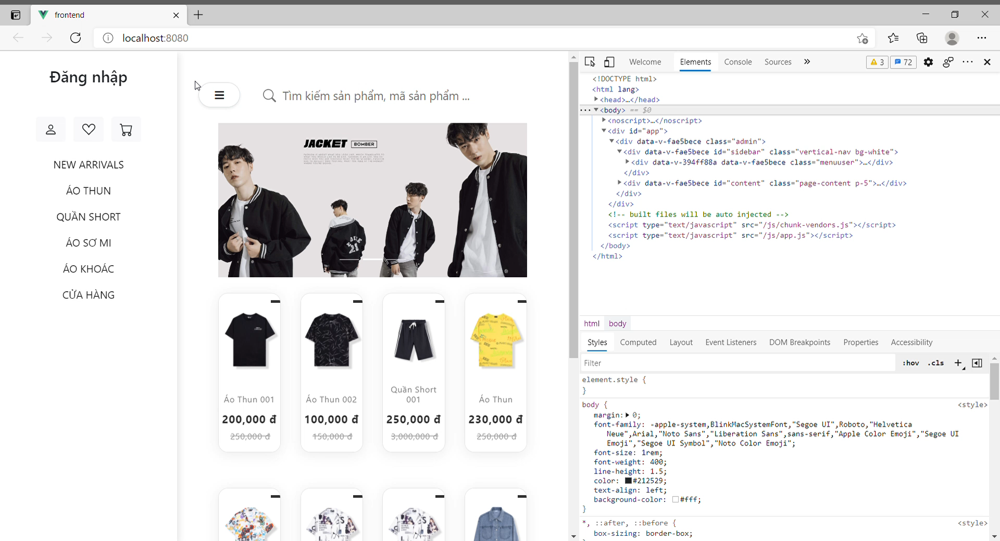 frontend
localhost:8080
Đăng nhập
NEW ARRIVALS
ÁO THUN
QUẦN SHORT
ÁO SƠ MI
ÁO KHOÁC
CỬA HÀNG
Tìm kiếm sản phẩm, mã sản phẩm ...
JACKET BOMBER
Áo Thun 001
200,000 đ
250,000 đ
Áo Thun 002
100,000 đ
150,000 đ
Quần Short
001
250,000 đ
3,000,000 đ
Áo Thun
230,000 đ
250,000 đ
Welcome Elements Console Sources 3 72
<!DOCTYPE html>
<html lang>
<head>…</head>
<body> == $0
<noscript>…</noscript>
<div id="app">
<div data-v-fae5bece class="admin">
<div data-v-fae5bece id="sidebar" class="vertical-nav bg-white">
<div data-v-394ff88a data-v-fae5bece class="menuuser">…</div>
</div>
<div data-v-fae5bece id="content" class="page-content p-5">…</div>
</div>
</div>
<!-- built files will be auto injected -->
<script type="text/javascript" src="/js/chunk-vendors.js"></script>
<script type="text/javascript" src="/js/app.js"></script>
</body>
</html>
html body
Styles Computed Layout Event Listeners DOM Breakpoints Properties Accessibility
Filter :hov .cls +
element.style {
}
body { <style>
margin: 0;
font-family: -apple-system,BlinkMacSystemFont,"Segoe UI",Roboto,"Helvetica
Neue",Arial,"Noto Sans","Liberation Sans",sans-serif,"Apple Color Emoji","Segoe UI
Emoji","Segoe UI Symbol","Noto Color Emoji";
font-size: 1rem;
font-weight: 400;
line-height: 1.5;
color: #212529;
text-align: left;
background-color: #fff;
}
*, ::after, ::before { <style>
box-sizing: border-box;